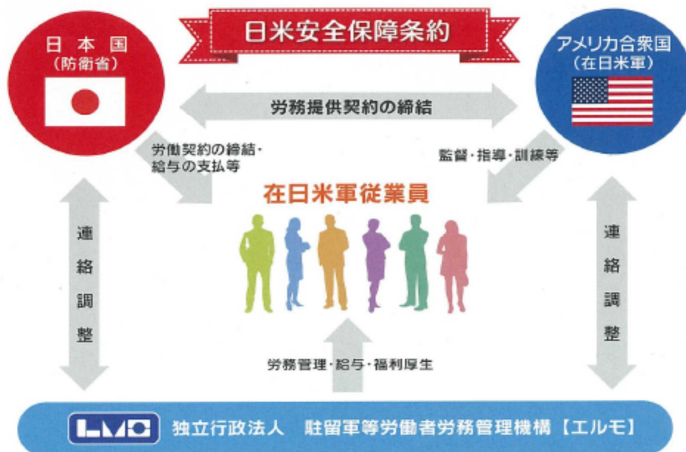 日米安全保障条約
日本国
（防衛省）
アメリカ合衆国
（在日米軍）
労務提供契約の締結
労働契約の締結・
給与の支払等
監督・指導・訓練等
在日米軍従業員
連絡調整
連絡調整
労務管理・給与・福利厚生
LMO 独立行政法人 駐留軍等労働者労務管理機構【エルモ】